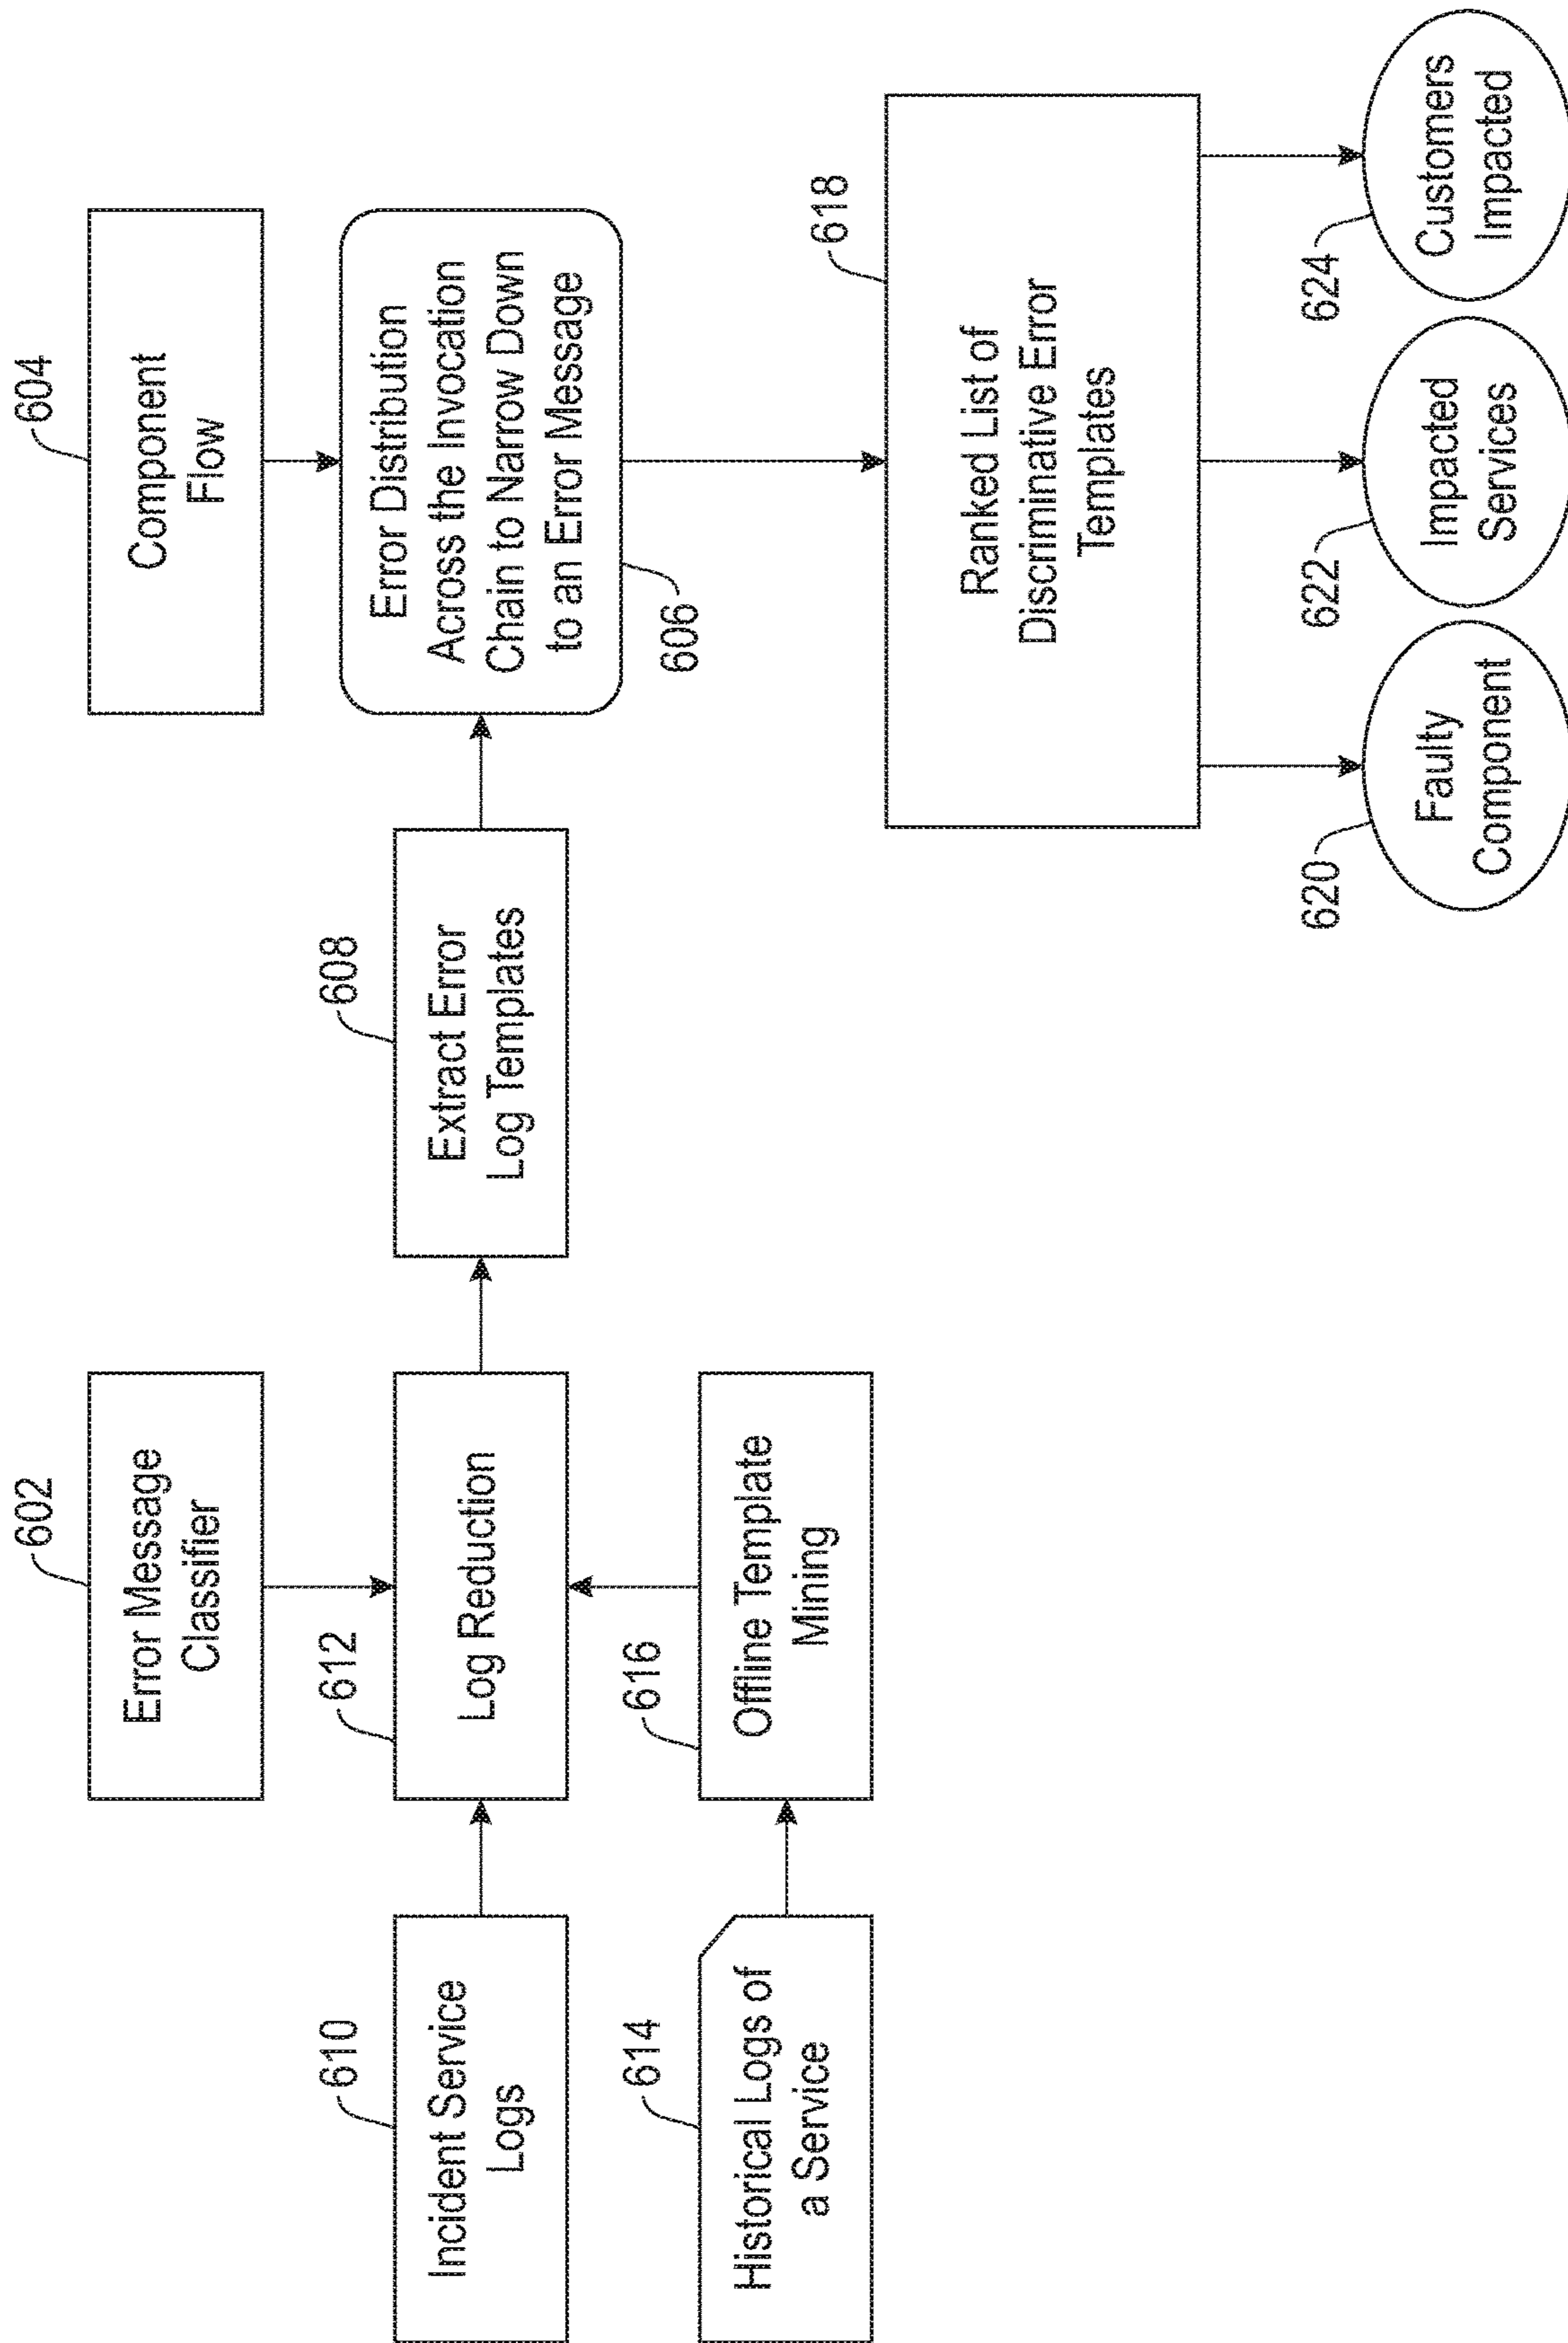 602
Error Message
Classifier
604
Component
Flow
610
Incident Service
Logs
612
Log Reduction
608
Extract Error
Log Templates
Error Distribution
Across the Invocation
Chain to Narrow Down
to an Error Message
606
614
Historical Logs of
a Service
616
Offline Template
Mining
618
Ranked List of
Discriminative Error
Templates
620
Faulty
Component
622
Impacted
Services
624
Customers
Impacted